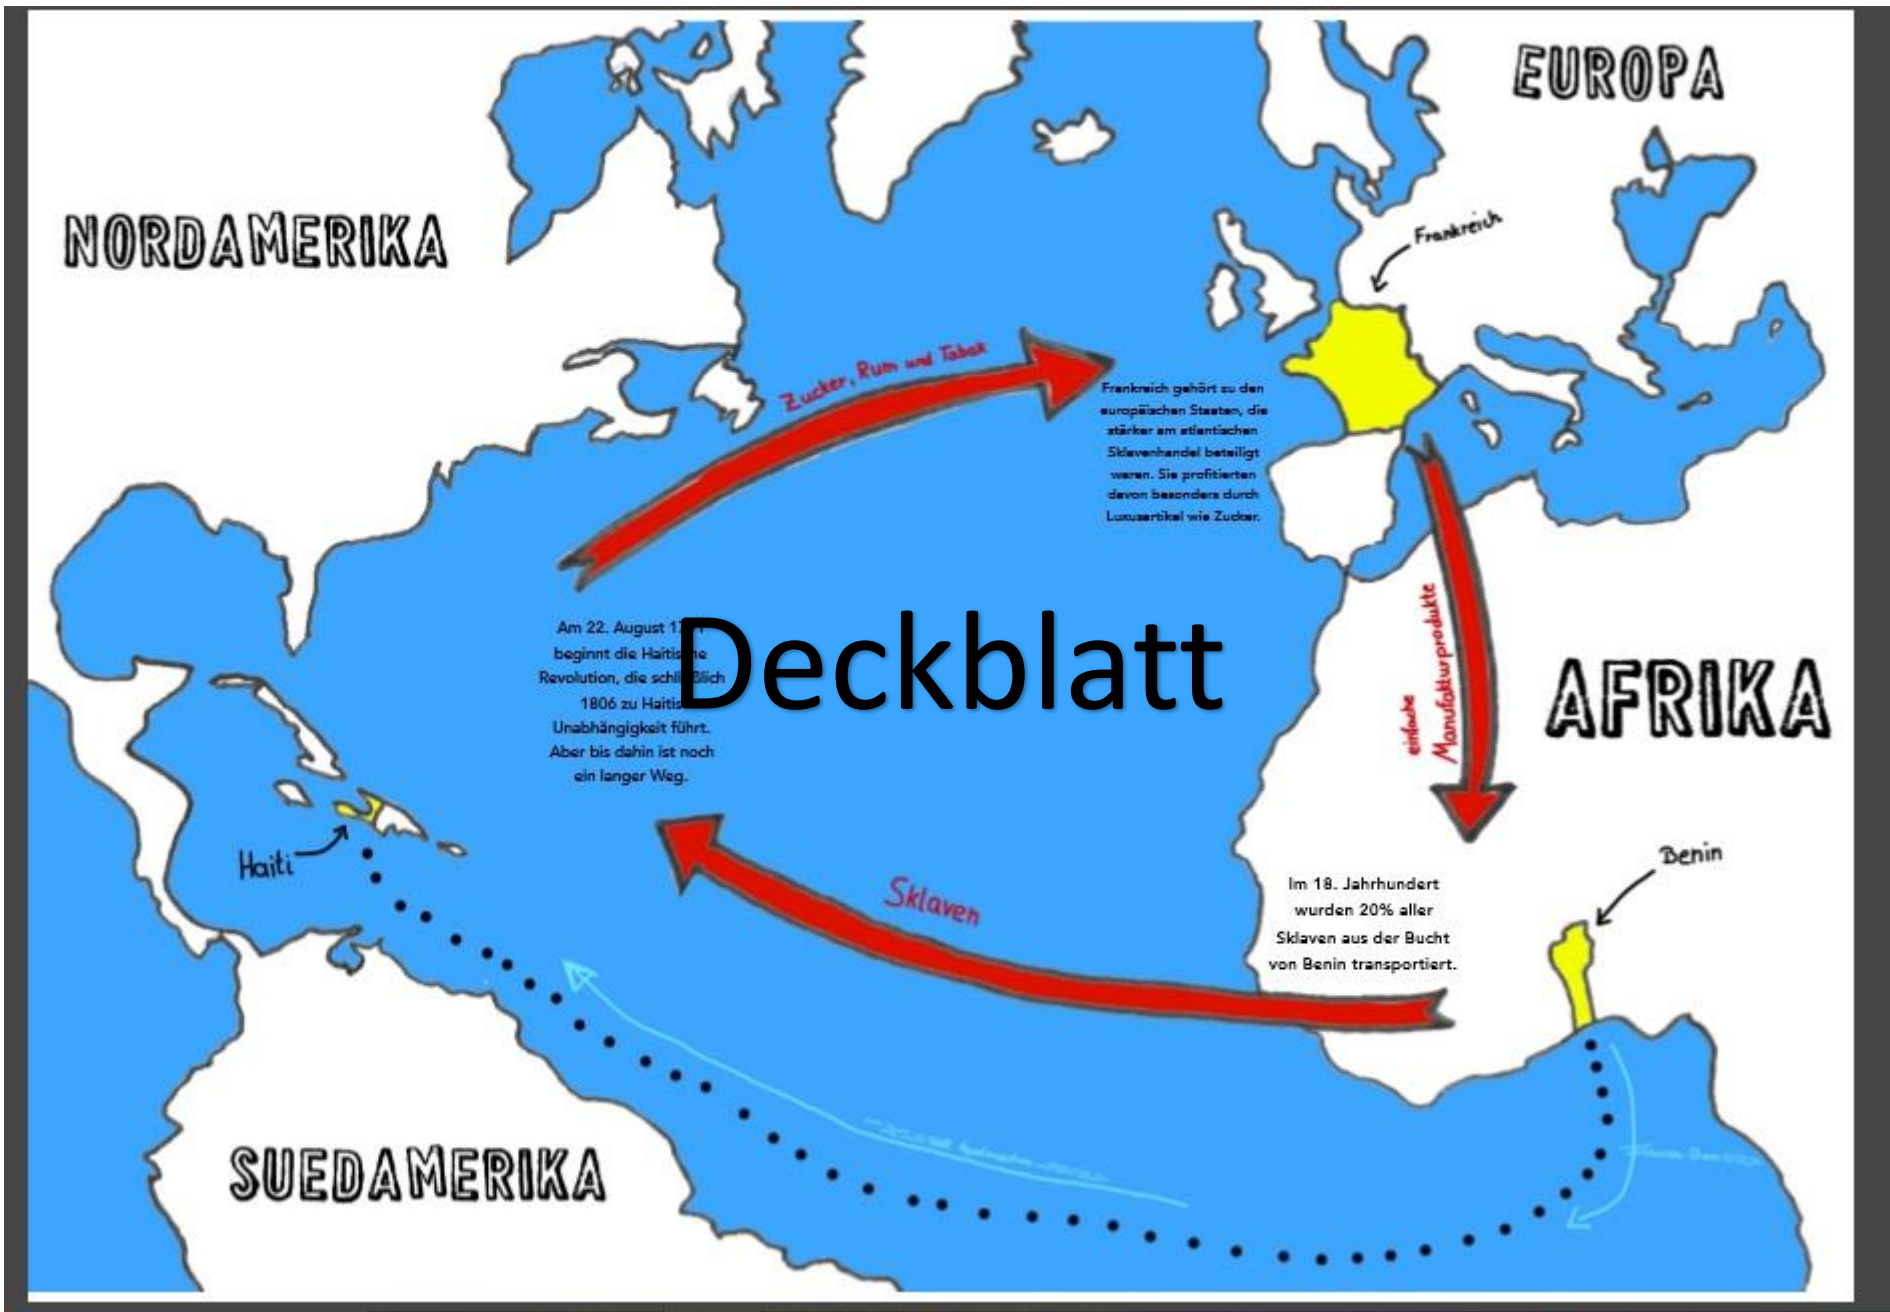 EUROPA
NORDAMERIKA
Frankreich
Zucker, Rum und Tabak
Frankreich gehört zu den
europäischen Staaten, die
stärker am atlantischen
Sklavenhandel beteiligt
waren. Sie profitierten
davon besonders durch
Luxusartikel wie Zucker.
einfache
Manufakturprodukte
Deckblatt
Am 22. August
beginnt die Haitische
Revolution, die schließlich
1806 zu Haitis
Unabhängigkeit führt.
Aber bis dahin ist noch
ein langer Weg.
AFRIKA
Haiti
Sklaven
Benin
Im 18. Jahrhundert
wurden 20% aller
Sklaven aus der Bucht
von Benin transportiert.
SUEDAMERIKA